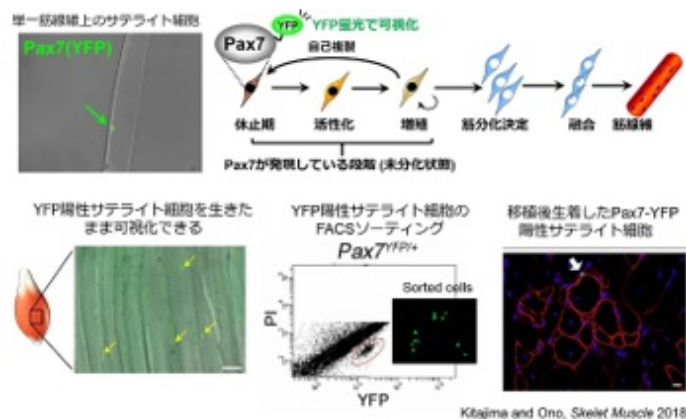 単一筋線維上のサテライト細胞
Pax7(YFP)
Pax7
YFP
YFP蛍光で可視化
自己複製
休止期
活性化
増殖
筋分化決定
融合
筋線維
Pax7が発現している段階 (未分化状態)
YFP陽性サテライト細胞を生きた
まま可視化できる
YFP陽性サテライト細胞の
FACSソーティング
Pax7YFP/+
Sorted cells
PI
YFP
移植後生着したPax7-YFP
陽性サテライト細胞
Kitajima and Ono, Skelet Muscle 2018